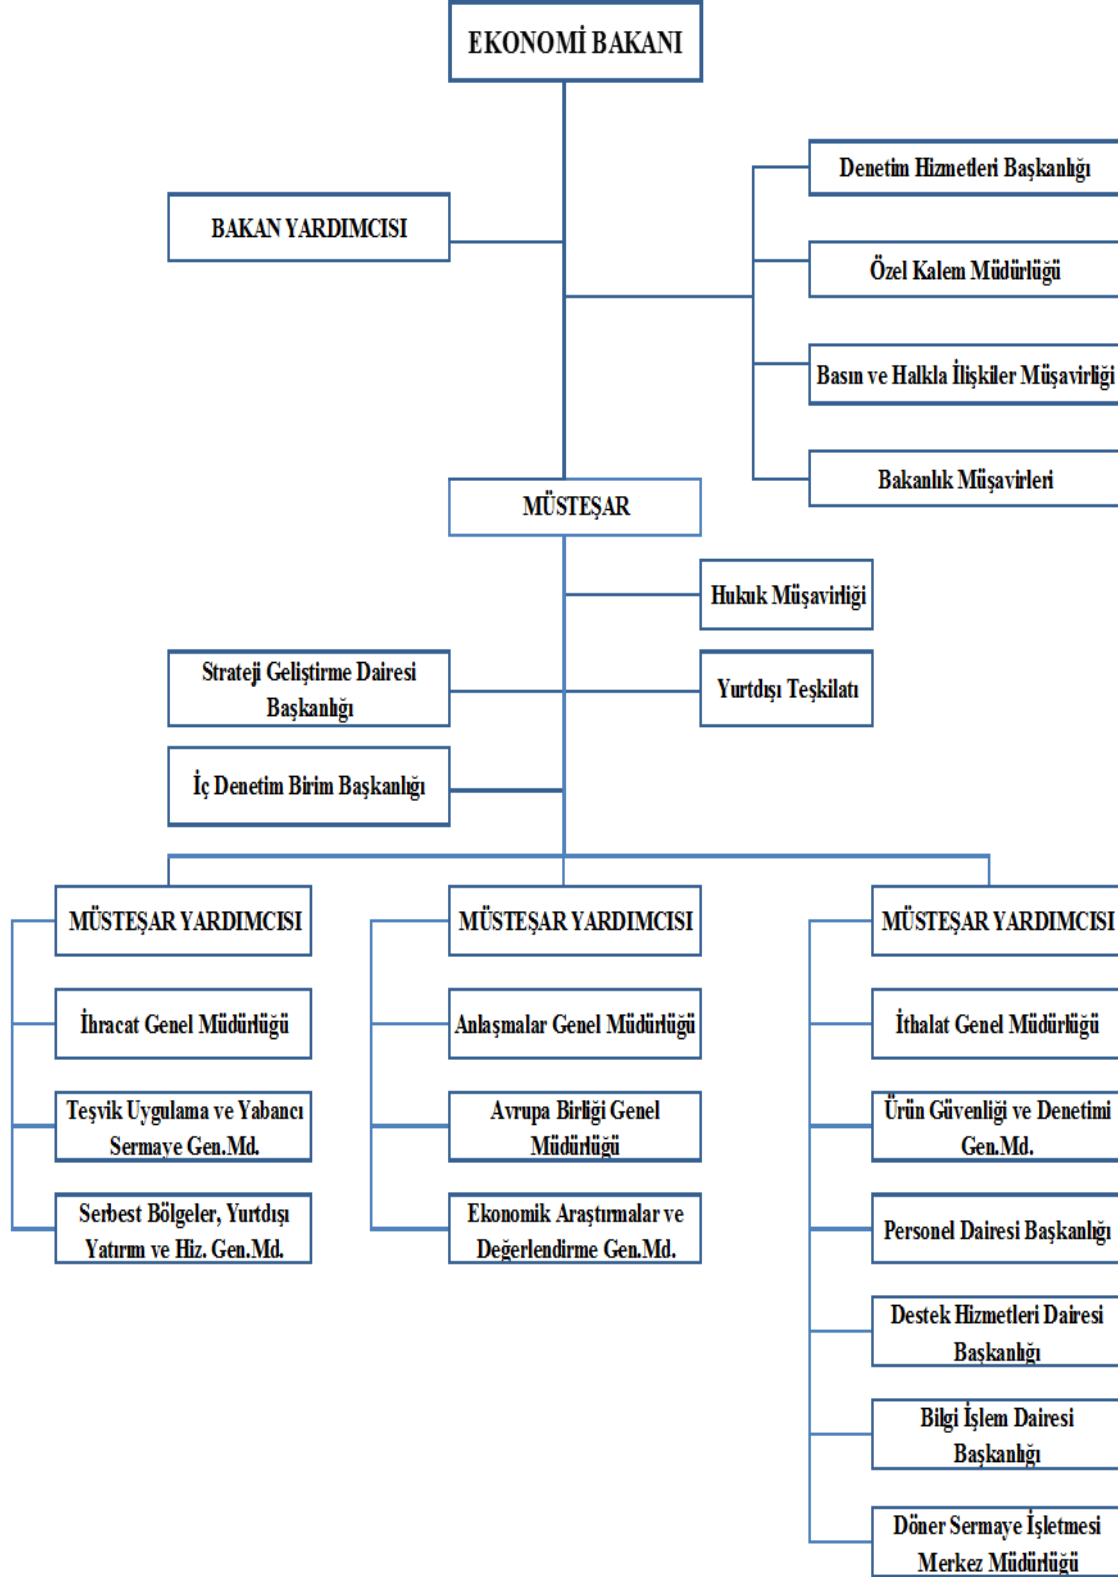 EKONOMİ BAKANI
Denetim Hizmetleri Başkanlığı
BAKAN YARDIMCISI
Özel Kalem Müdürlüğü
Basın ve Halkla İlişkiler Müşavirliği
Bakanlık Müşavirleri
MÜSTEŞAR
Hukuk Müşavirliği
Strateji Geliştirme Dairesi
Başkanlığı
Yurtdışı Teşkilatı
İç Denetim Birim Başkanlığı
MÜSTEŞAR YARDIMCISI
İhracat Genel Müdürlüğü
Teşvik Uygulama ve Yabancı
Sermaye Gen.Md.
Serbest Bölgeler, Yurtdışı
Yatırım ve Hiz. Gen.Md.
MÜSTEŞAR YARDIMCISI
Anlaşmalar Genel Müdürlüğü
Avrupa Birliği Genel
Müdürlüğü
Ekonomik Araştırmalar ve
Değerlendirme Gen.Md.
MÜSTEŞAR YARDIMCISI
İthalat Genel Müdürlüğü
Ürün Güvenliği ve Denetimi
Gen.Md.
Personel Dairesi Başkanlığı
Destek Hizmetleri Dairesi
Başkanlığı
Bilgi İşlem Dairesi
Başkanlığı
Döner Sermaye İşletmesi
Merkez Müdürlüğü